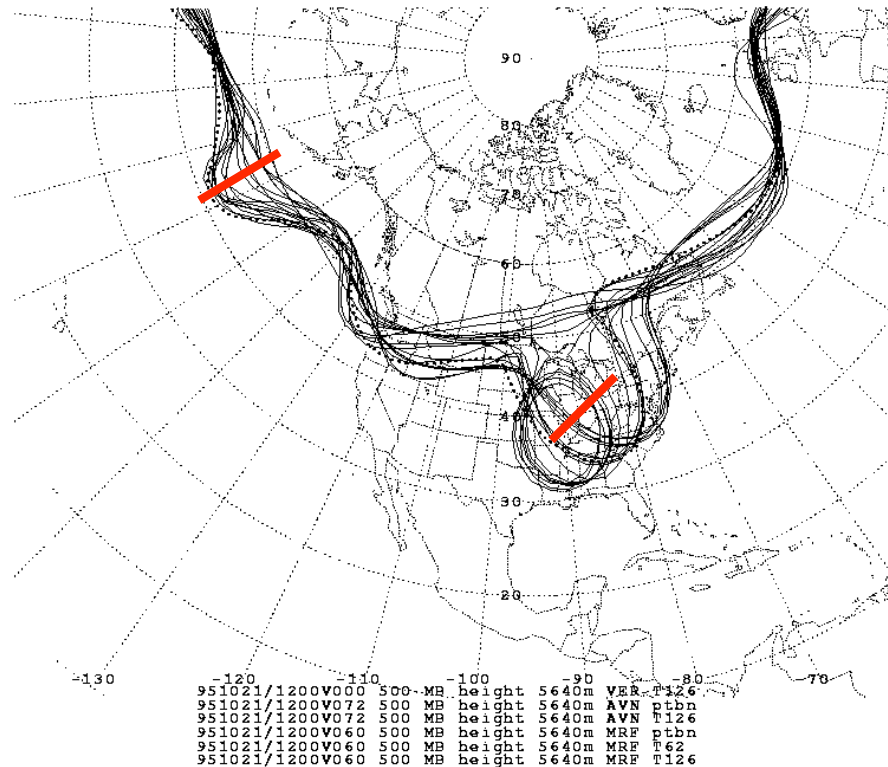 90
80
70
60
50
40
30
20
-130 -120 -110 -100 -90 -80 70
951021/1200V000 500 MB height 5640m VER T126
951021/1200V072 500 MB height 5640m AVN ptbn
951021/1200V072 500 MB height 5640m AVN T126
951021/1200V060 500 MB height 5640m MRF ptbn
951021/1200V060 500 MB height 5640m MRF T62
951021/1200V060 500 MB height 5640m MRF T126